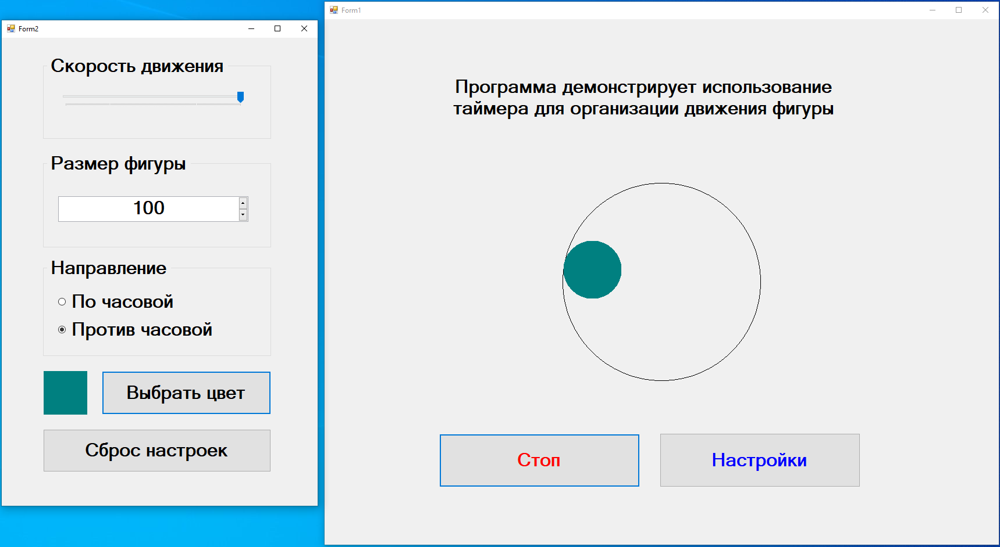 Form2
Скорость движения
Размер фигуры
100
Направление
По часовой
Против часовой
Выбрать цвет
Сброс настроек
Form1
Программа демонстрирует использование
таймера для организации движения фигуры
Стоп
Настройки